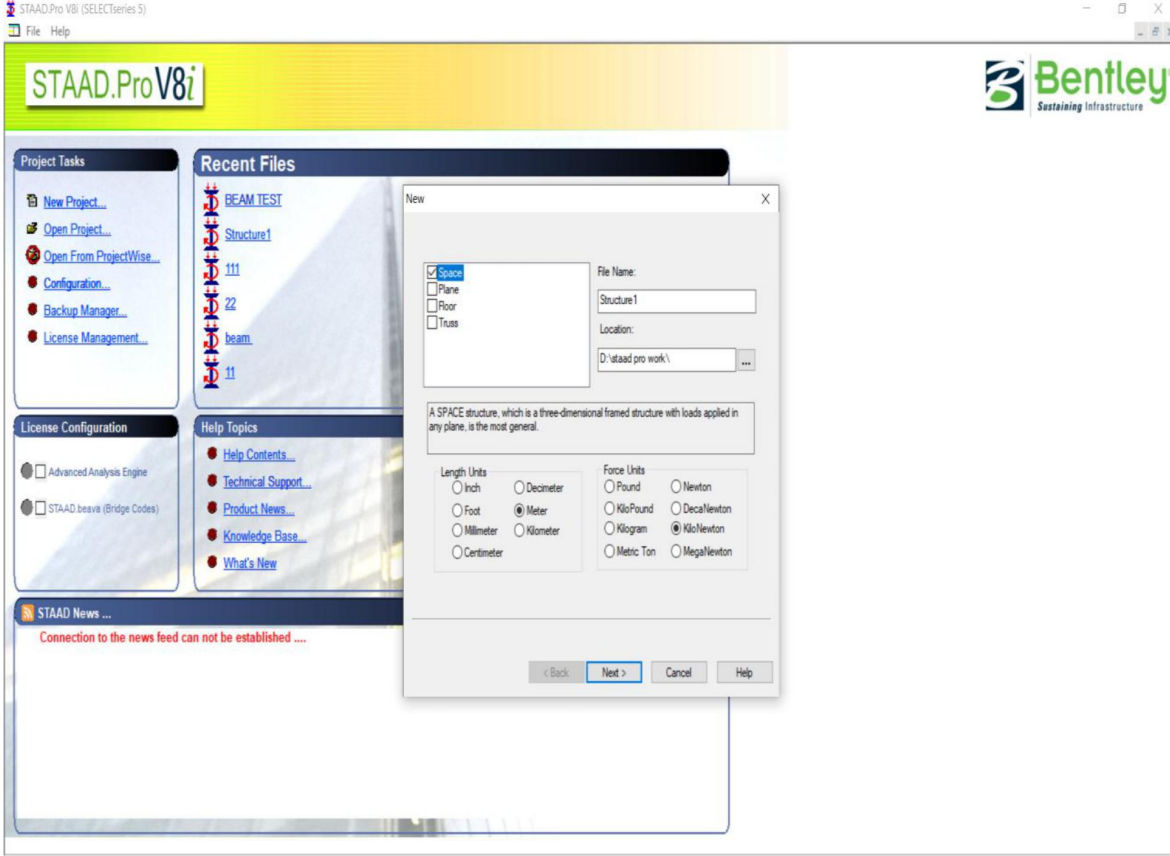 STAAD.Pro V8i (SELECTseries 5)
File Help
STAAD.Pro V8i
Bentley
Sustaining Infrastructure
Project Tasks
New Project...
Open Project...
Open From ProjectWise...
Configuration...
Backup Manager...
License Management...
Recent Files
BEAM TEST
Structure1
111
22
beam
11
License Configuration
Advanced Analysis Engine
STAAD.beava (Bridge Codes)
Help Topics
Help Contents...
Technical Support...
Product News...
Knowledge Base...
What's New
STAAD News ...
Connection to the news feed can not be established ....
New
Space
Plane
Floor
Truss
File Name:
Structure1
Location:
D:\staad pro work\
...
A SPACE structure, which is a three-dimensional framed structure with loads applied in
any plane, is the most general.
Length Units
Inch Decimeter
Foot Meter
Millimeter Kilometer
Centimeter
Force Units
Pound Newton
KiloPound DecaNewton
Kilogram KiloNewton
Metric Ton MegaNewton
< Back Next > Cancel Help